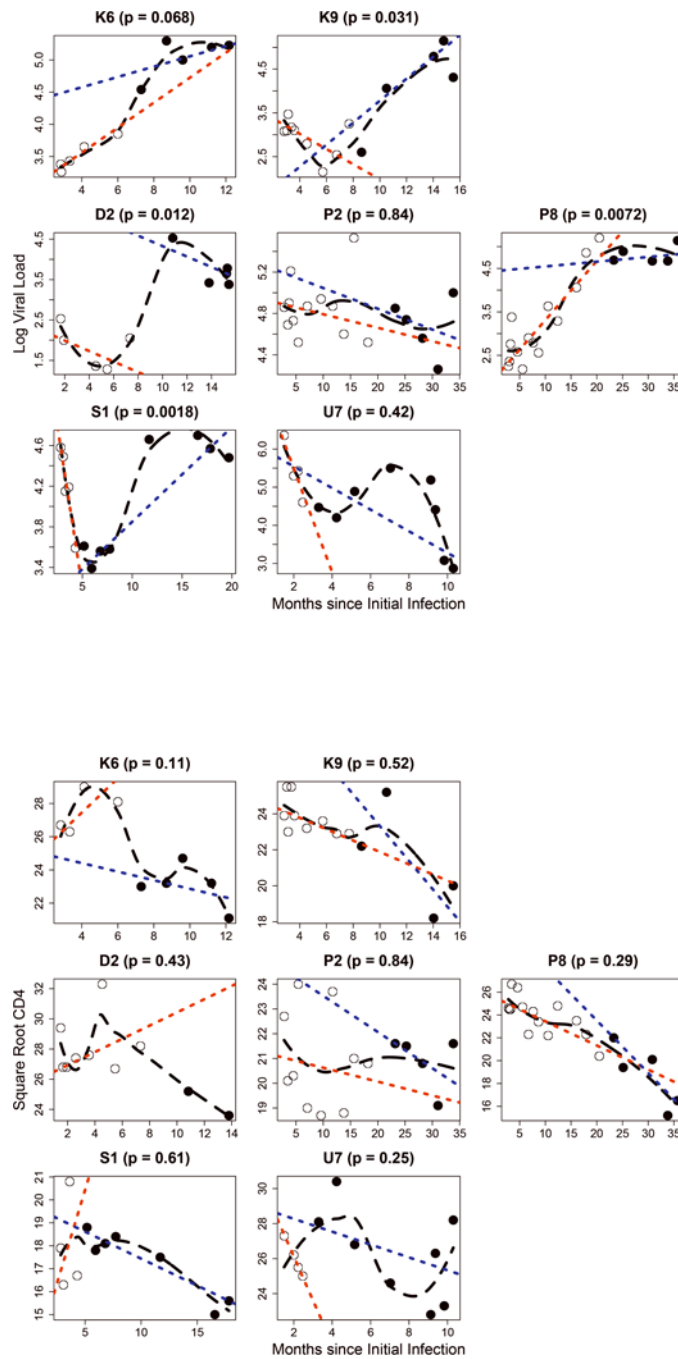 K6 (p = 0.068)
K9 (p = 0.031)
3.5 4.0 5.0
2.5 3.5 4.5
4 6 8 10 12
4 6 8 10 12 14 16
D2 (p = 0.012)
P2 (p = 0.84)
P8 (p = 0.0072)
Log Viral Load
1.5 2.5 3.5 4.5
4.4 4.8 5.2
2.5 3.5 4.5
2 4 6 8 10 14
5 10 15 20 25 30 35
5 10 15 20 25 30 35
S1 (p = 0.0018)
U7 (p = 0.42)
3.4 3.8 4.2 4.6
3.0 4.0 5.0 6.0
5 10 15 20
2 4 6 8 10
Months since Initial Infection
K6 (p = 0.11)
K9 (p = 0.52)
22 24 26 28
18 20 22 24
4 6 8 10 12
4 6 8 10 12 14 16
D2 (p = 0.43)
P2 (p = 0.84)
P8 (p = 0.29)
Square Root CD4
24 26 28 30 32
19 20 21 22 23 24
16 18 20 22 24 26
2 4 6 8 10 12 14
5 10 15 20 25 30 35
5 10 15 20 25 30 35
S1 (p = 0.61)
U7 (p = 0.25)
15 16 17 18 19 20 21
24 26 28 30
5 10 15
2 4 6 8 10
Months since Initial Infection